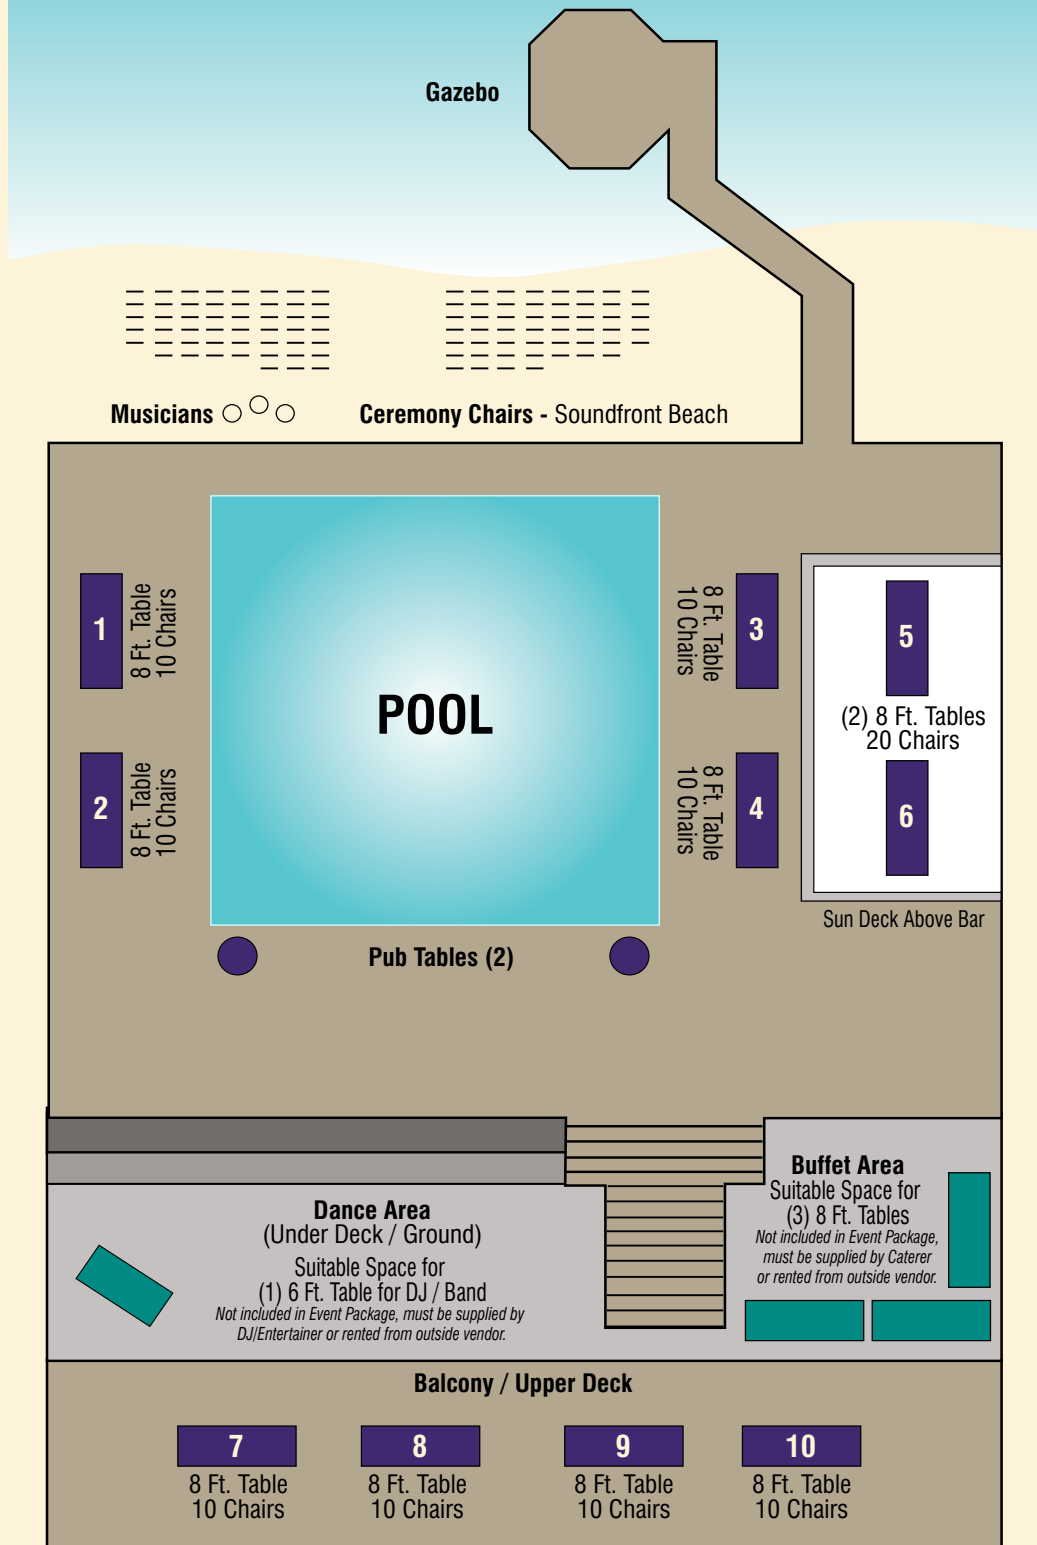 Gazebo
Musicians
Ceremony Chairs - Soundfront Beach
1
8 Ft. Table
10 Chairs
2
8 Ft. Table
10 Chairs
POOL
3
8 Ft. Table
10 Chairs
4
8 Ft. Table
10 Chairs
5
(2) 8 Ft. Tables
20 Chairs
6
Sun Deck Above Bar
Pub Tables (2)
Dance Area
(Under Deck / Ground)
Suitable Space for
(1) 6 Ft. Table for DJ / Band
Not included in Event Package, must be supplied by
DJ/Entertainer or rented from outside vendor.
Buffet Area
Suitable Space for
(3) 8 Ft. Tables
Not included in Event Package,
must be supplied by Caterer
or rented from outside vendor.
Balcony / Upper Deck
7
8 Ft. Table
10 Chairs
8
8 Ft. Table
10 Chairs
9
8 Ft. Table
10 Chairs
10
8 Ft. Table
10 Chairs